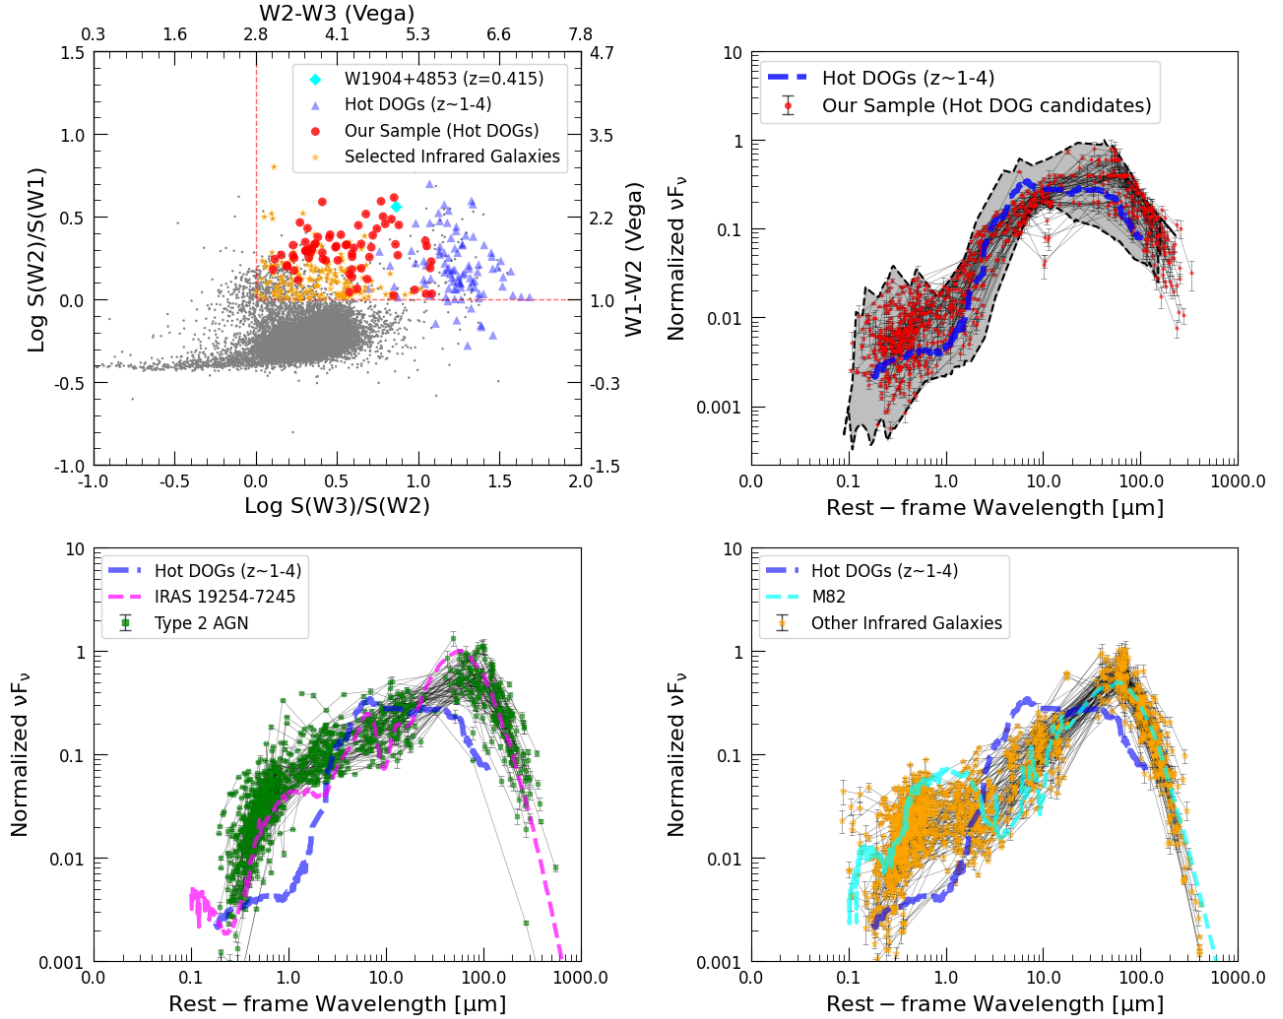 W2-W3 (Vega)
0.3 1.6 2.8 4.1 5.3 6.6 7.8
1.5 4.7
1.0 3.5
0.5 2.2
0.0 1.0
-0.5 -0.3
-1.0 -1.5
-1.0 -0.5 0.0 0.5 1.0 1.5 2.0
Log S(W3)/S(W2)
Log S(W2)/S(W1)
W1-W2 (Vega)
W1904+4853 (z=0.415)
Hot DOGs (z~1-4)
Our Sample (Hot DOGs)
Selected Infrared Galaxies
10
1
0.1
0.01
0.001
0.0 0.1 1.0 10.0 100.0 1000.0
Rest − frame Wavelength [μm]
Normalized νFν
Hot DOGs (z~1-4)
Our Sample (Hot DOG candidates)
10
1
0.1
0.01
0.001
0.0 0.1 1.0 10.0 100.0 1000.0
Rest − frame Wavelength [μm]
Normalized νFν
Hot DOGs (z~1-4)
IRAS 19254-7245
Type 2 AGN
10
1
0.1
0.01
0.001
0.0 0.1 1.0 10.0 100.0 1000.0
Rest − frame Wavelength [μm]
Normalized νFν
Hot DOGs (z~1-4)
M82
Other Infrared Galaxies